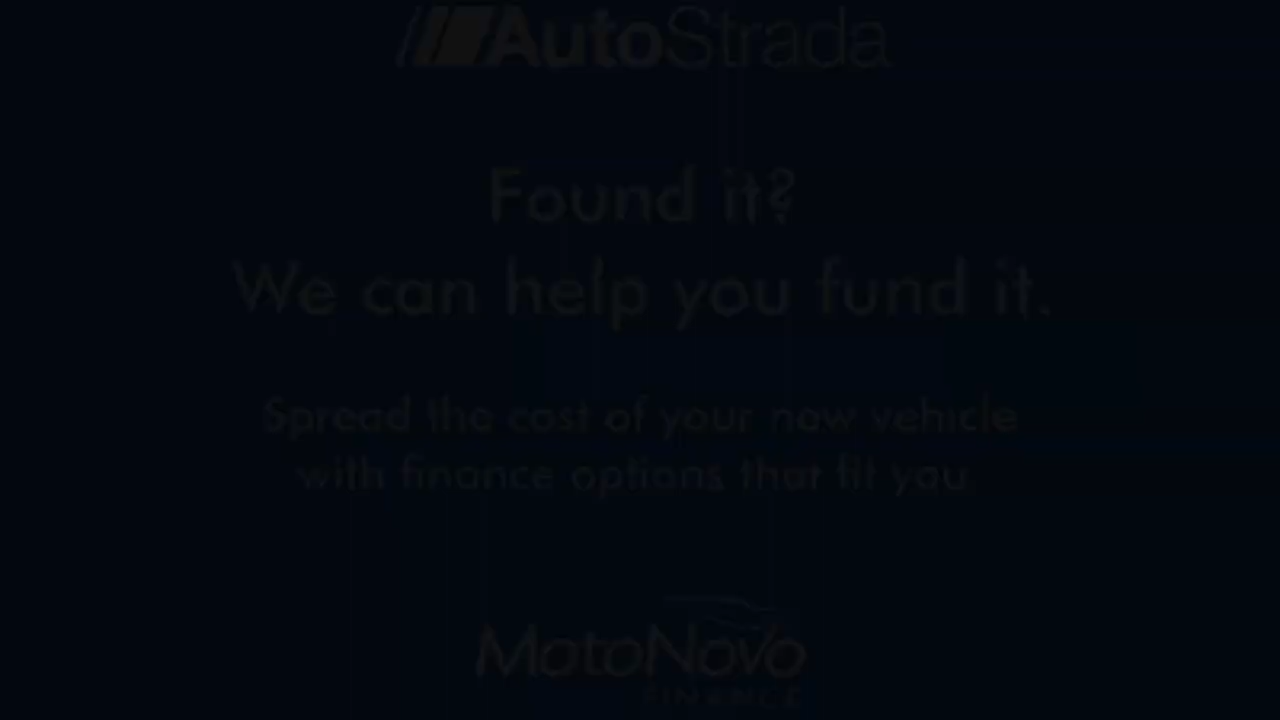 AutoStrada
Found it?
We can help you fund it.
Spread the cost of your new vehicle
with finance options that fit you.
MotoNovo
FINANCE